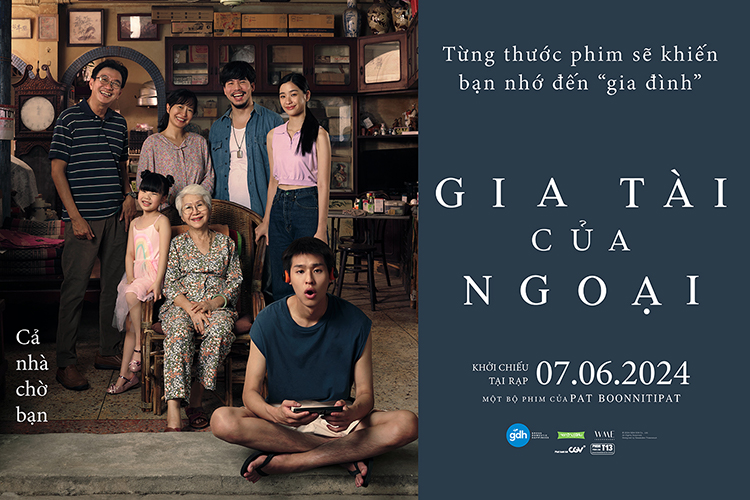 Từng thước phim sẽ khiến
bạn nhớ đến “gia đình”
GIA TÀI
CỦA
NGOẠI
Cả
nhà
chờ
bạn
KHỞI CHIẾU
TẠI RẠP
07.06.2024
MỘT BỘ PHIM CỦA PAT BOONNITIPAT
gdh
CGV
T13